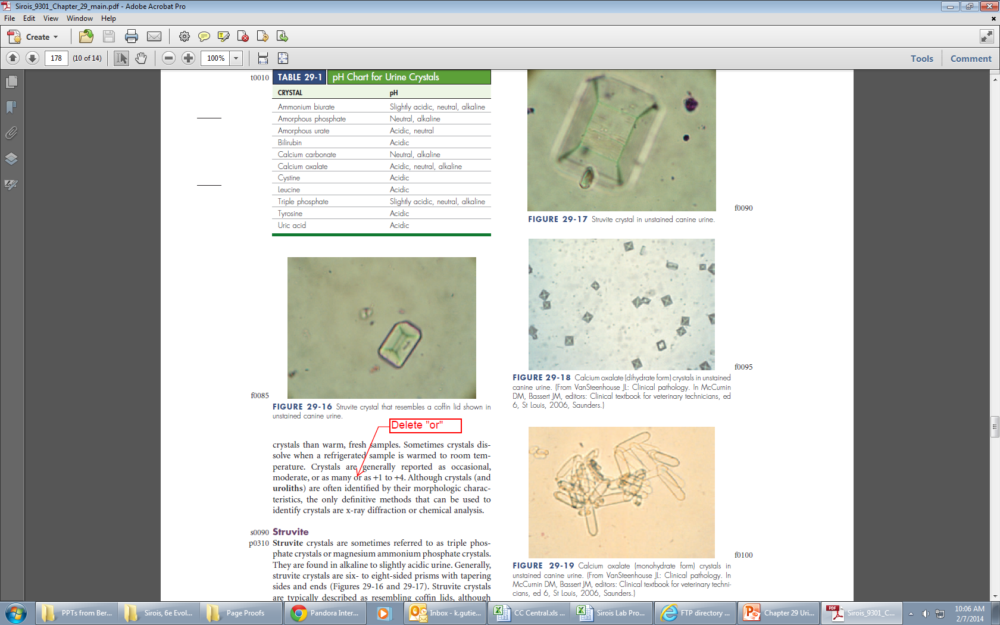 Sirois_9301_Chapter_29_main.pdf - Adobe Acrobat Pro
File Edit View Window Help
Create
178 (10 of 14) 100% Tools Comment
t0010 TABLE 29-1 pH Chart for Urine Crystals
CRYSTAL pH
Ammonium biurate Slightly acidic, neutral, alkaline
Amorphous phosphate Neutral, alkaline
Amorphous urate Acidic, neutral
Bilirubin Acidic
Calcium carbonate Neutral, alkaline
Calcium oxalate Acidic, neutral, alkaline
Cystine Acidic
Leucine Acidic
Triple phosphate Slightly acidic, neutral, alkaline
Tyrosine Acidic
Uric acid Acidic
f0085
FIGURE 29-16 Struvite crystal that resembles a coffin lid shown in
unstained canine urine.
Delete "or"
crystals than warm, fresh samples. Sometimes crystals dis-
solve when a refrigerated sample is warmed to room tem-
perature. Crystals are generally reported as occasional,
moderate, or as many or as +1 to +4. Although crystals (and
uroliths) are often identified by their morphologic charac-
teristics, the only definitive methods that can be used to
identify crystals are x-ray diffraction or chemical analysis.
s0090 Struvite
p0310 Struvite crystals are sometimes referred to as triple phos-
phate crystals or magnesium ammonium phosphate crystals.
They are found in alkaline to slightly acidic urine. Generally,
struvite crystals are six- to eight-sided prisms with tapering
sides and ends (Figures 29-16 and 29-17). Struvite crystals
are typically described as resembling coffin lids, although
f0090
FIGURE 29-17 Struvite crystal in unstained canine urine.
f0095
FIGURE 29-18 Calcium oxalate (dihydrate form) crystals in unstained
canine urine. (From VanSteenhouse JL: Clinical pathology. In McCurnin
DM, Bassert JM, editors: Clinical textbook for veterinary technicians, ed
6, St Louis, 2006, Saunders.)
f0100
FIGURE 29-19 Calcium oxalate (monohydrate form) crystals in
unstained canine urine. (From VanSteenhouse JL: Clinical pathology. In
McCurnin DM, Bassert JM, editors: Clinical textbook for veterinary techni-
cians, ed 6, St Louis, 2006, Saunders.)
PPTs from Ber... Sirois, 6e Evol... Page Proofs Pandora Inter... Inbox - k.gutie... CC Central.xls ... Sirois Lab Pro... FTP directory ... Chapter 29 Uri... Sirois_9301_C...
10:06 AM
2/7/2014